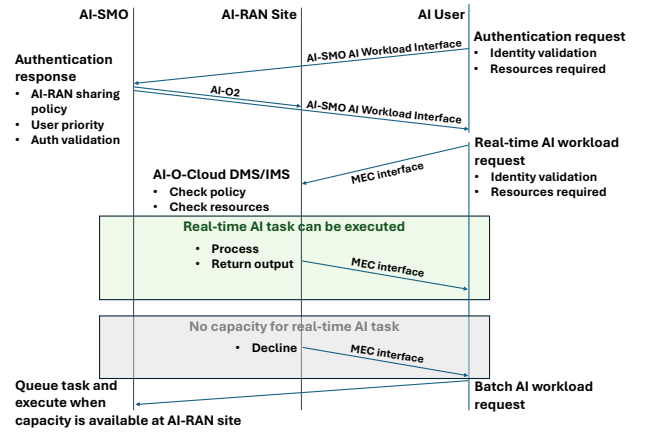 AI-SMO
AI-RAN Site
AI User
Authentication request
• Identity validation
• Resources required
AI-SMO AI Workload Interface
Authentication
response
• AI-RAN sharing
policy
• User priority
• Auth validation
AI-O2
AI-SMO AI Workload Interface
Real-time AI workload
request
• Identity validation
• Resources required
MEC interface
AI-O-Cloud DMS/IMS
• Check policy
• Check resources
Real-time AI task can be executed
• Process
• Return output
MEC interface
No capacity for real-time AI task
• Decline
MEC interface
Queue task and
execute when
capacity is available at AI-RAN site
Batch AI workload
request